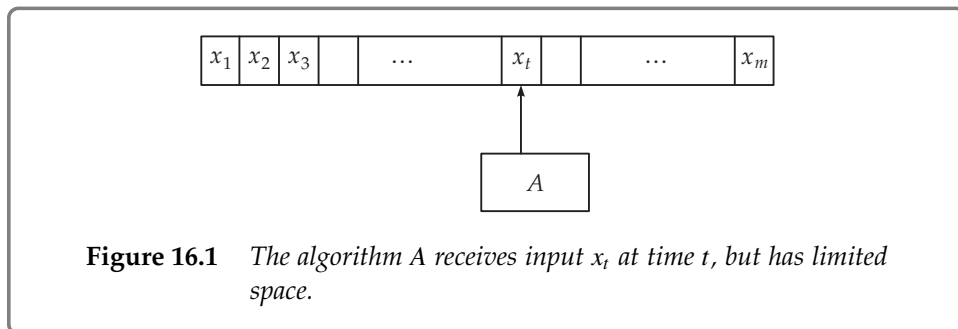 x₁ x₂ x₃ ... xₜ ... xₘ
A
Figure 16.1 The algorithm A receives input xₜ at time t, but has limited
space.